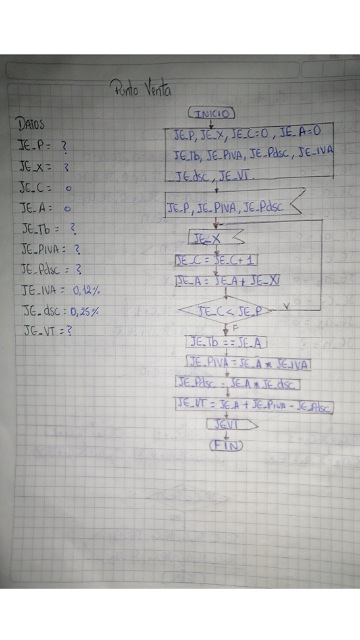 Punto Venta
DATOS
JE_P = ?
JE_X = ?
JE_C = 0
JE_A = 0
JE_Tb = ?
JE_PIVA = ?
JE_Pdsc = ?
JE_IVA = 0,12%
JE_dsc = 0,25%
JE_VT = ?
INICIO
JE_P, JE_X, JE_C=0, JE_A=0
JE_Tb, JE_PIVA, JE_Pdsc, JE_IVA
JE_dsc, JE_VT.
JE_P, JE_PIVA, JE_Pdsc
JE_X
JE_C = JE_C + 1
JE_A = JE_A + JE_X
JE_C < JE_P
V
F
JE_Tb == JE_A
JE_PIVA = JE_A * JE_IVA
JE_Pdsc = JE_A * JE_dsc
JE_VT = JE_A + JE_PIVA - JE_Pdsc
JE_VT
FIN